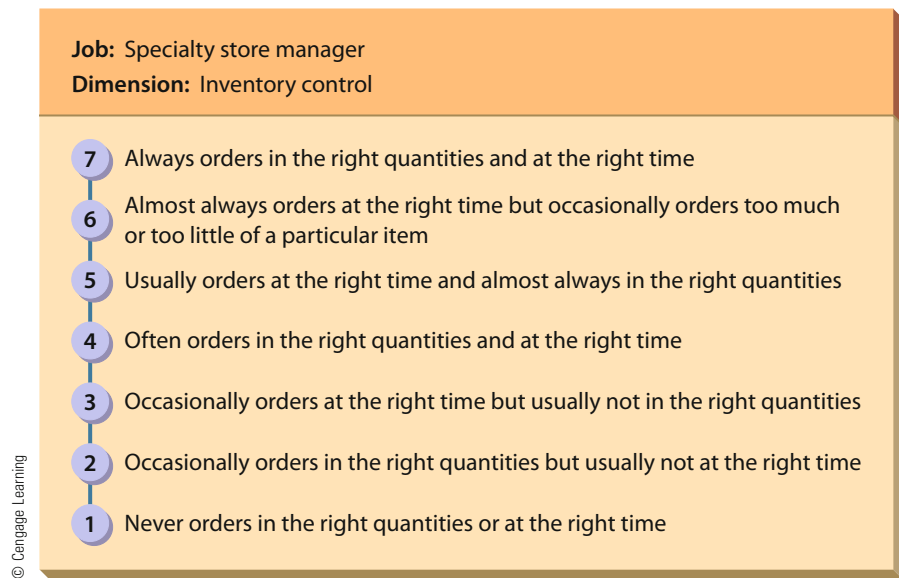 Job: Specialty store manager
Dimension: Inventory control
7 Always orders in the right quantities and at the right time
6 Almost always orders at the right time but occasionally orders too much
or too little of a particular item
5 Usually orders at the right time and almost always in the right quantities
4 Often orders in the right quantities and at the right time
3 Occasionally orders at the right time but usually not in the right quantities
2 Occasionally orders in the right quantities but usually not at the right time
1 Never orders in the right quantities or at the right time
© Cengage Learning